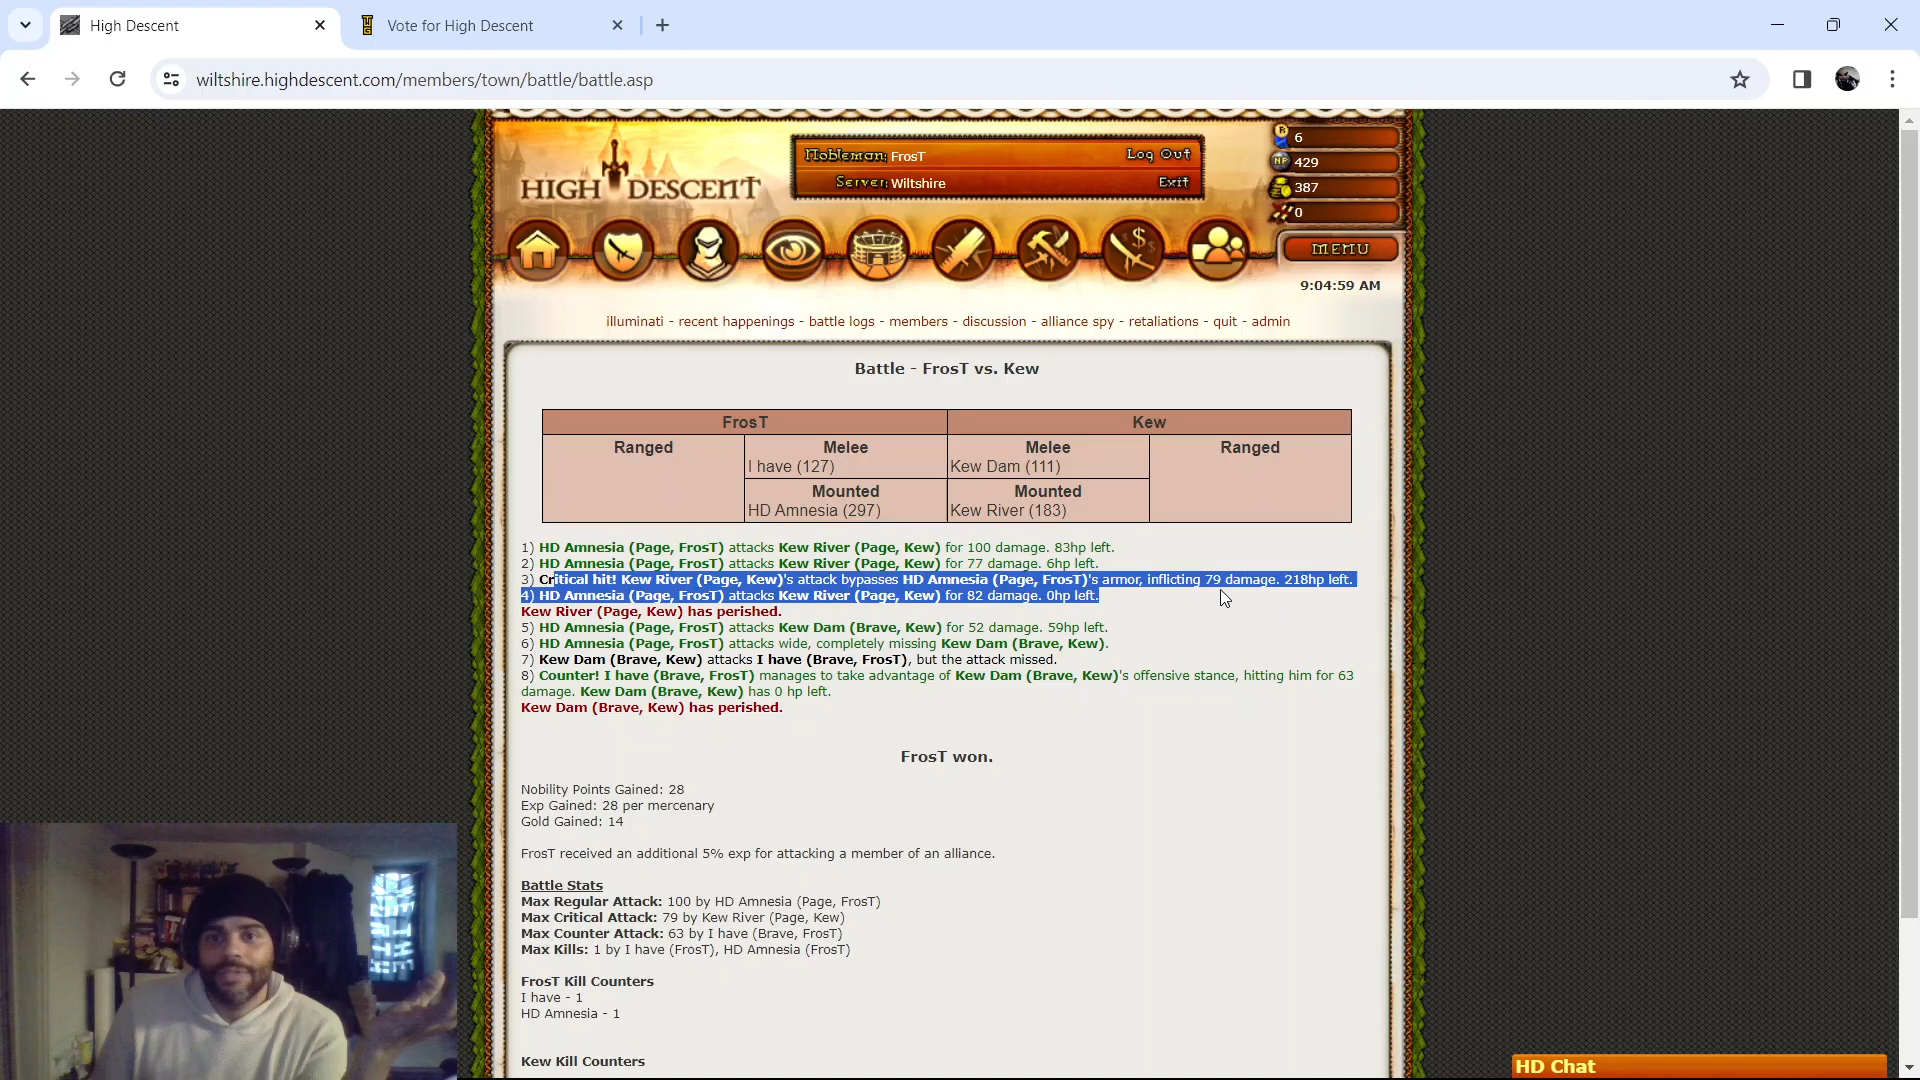 High Descent
Vote for High Descent
wiltshire.highdescent.com/members/town/battle/battle.asp
HIGH DESCENT
Nobleman: FrosT
Log Out
Server: Wiltshire
Exit
6
429
387
0
MENU
9:04:59 AM
illuminati - recent happenings - battle logs - members - discussion - alliance spy - retaliations - quit - admin
Battle - FrosT vs. Kew
FrosT
Kew
Ranged
Melee
Melee
Ranged
I have (127)
Kew Dam (111)
Mounted
Mounted
HD Amnesia (297)
Kew River (183)
1) HD Amnesia (Page, FrosT) attacks Kew River (Page, Kew) for 100 damage. 83hp left.
2) HD Amnesia (Page, FrosT) attacks Kew River (Page, Kew) for 77 damage. 6hp left.
3) Critical hit! Kew River (Page, Kew)'s attack bypasses HD Amnesia (Page, FrosT)'s armor, inflicting 79 damage. 218hp left.
4) HD Amnesia (Page, FrosT) attacks Kew River (Page, Kew) for 82 damage. 0hp left.
Kew River (Page, Kew) has perished.
5) HD Amnesia (Page, FrosT) attacks Kew Dam (Brave, Kew) for 52 damage. 59hp left.
6) HD Amnesia (Page, FrosT) attacks wide, completely missing Kew Dam (Brave, Kew).
7) Kew Dam (Brave, Kew) attacks I have (Brave, FrosT), but the attack missed.
8) Counter! I have (Brave, FrosT) manages to take advantage of Kew Dam (Brave, Kew)'s offensive stance, hitting him for 63
damage. Kew Dam (Brave, Kew) has 0 hp left.
Kew Dam (Brave, Kew) has perished.
FrosT won.
Nobility Points Gained: 28
Exp Gained: 28 per mercenary
Gold Gained: 14
FrosT received an additional 5% exp for attacking a member of an alliance.
Battle Stats
Max Regular Attack: 100 by HD Amnesia (Page, FrosT)
Max Critical Attack: 79 by Kew River (Page, Kew)
Max Counter Attack: 63 by I have (Brave, FrosT)
Max Kills: 1 by I have (FrosT), HD Amnesia (FrosT)
FrosT Kill Counters
I have - 1
HD Amnesia - 1
Kew Kill Counters
HD Chat